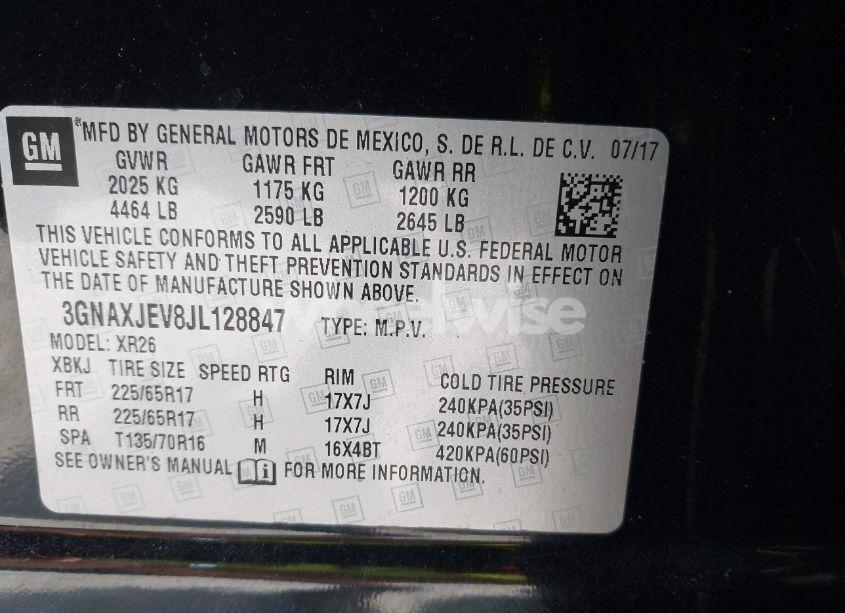 GM
®MFD BY GENERAL MOTORS DE MEXICO, S. DE R.L. DE C.V. 07/17
GVWR GAWR FRT GAWR RR
2025 KG 1175 KG 1200 KG
4464 LB 2590 LB 2645 LB
THIS VEHICLE CONFORMS TO ALL APPLICABLE U.S. FEDERAL MOTOR
VEHICLE SAFETY AND THEFT PREVENTION STANDARDS IN EFFECT ON
THE DATE OF MANUFACTURE SHOWN ABOVE.
3GNAXJEV8JL128847 TYPE: M.P.V.
MODEL: XR26
XBKJ TIRE SIZE SPEED RTG RIM COLD TIRE PRESSURE
FRT 225/65R17 H 17X7J 240KPA(35PSI)
RR 225/65R17 H 17X7J 240KPA(35PSI)
SPA T135/70R16 M 16X4BT 420KPA(60PSI)
SEE OWNER'S MANUAL FOR MORE INFORMATION.